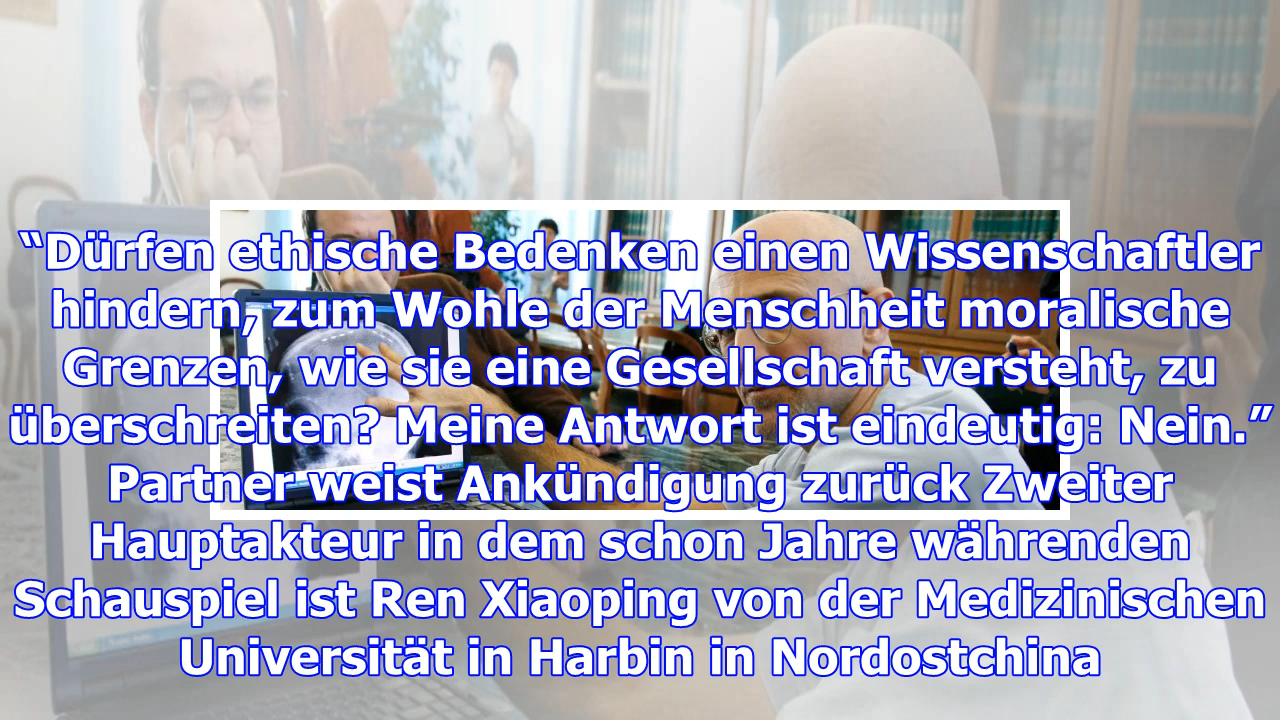 “Dürfen ethische Bedenken einen Wissenschaftler
hindern, zum Wohle der Menschheit moralische
Grenzen, wie sie eine Gesellschaft versteht, zu
überschreiten? Meine Antwort ist eindeutig: Nein.”
Partner weist Ankündigung zurück Zweiter
Hauptakteur in dem schon Jahre währenden
Schauspiel ist Ren Xiaoping von der Medizinischen
Universität in Harbin in Nordostchina